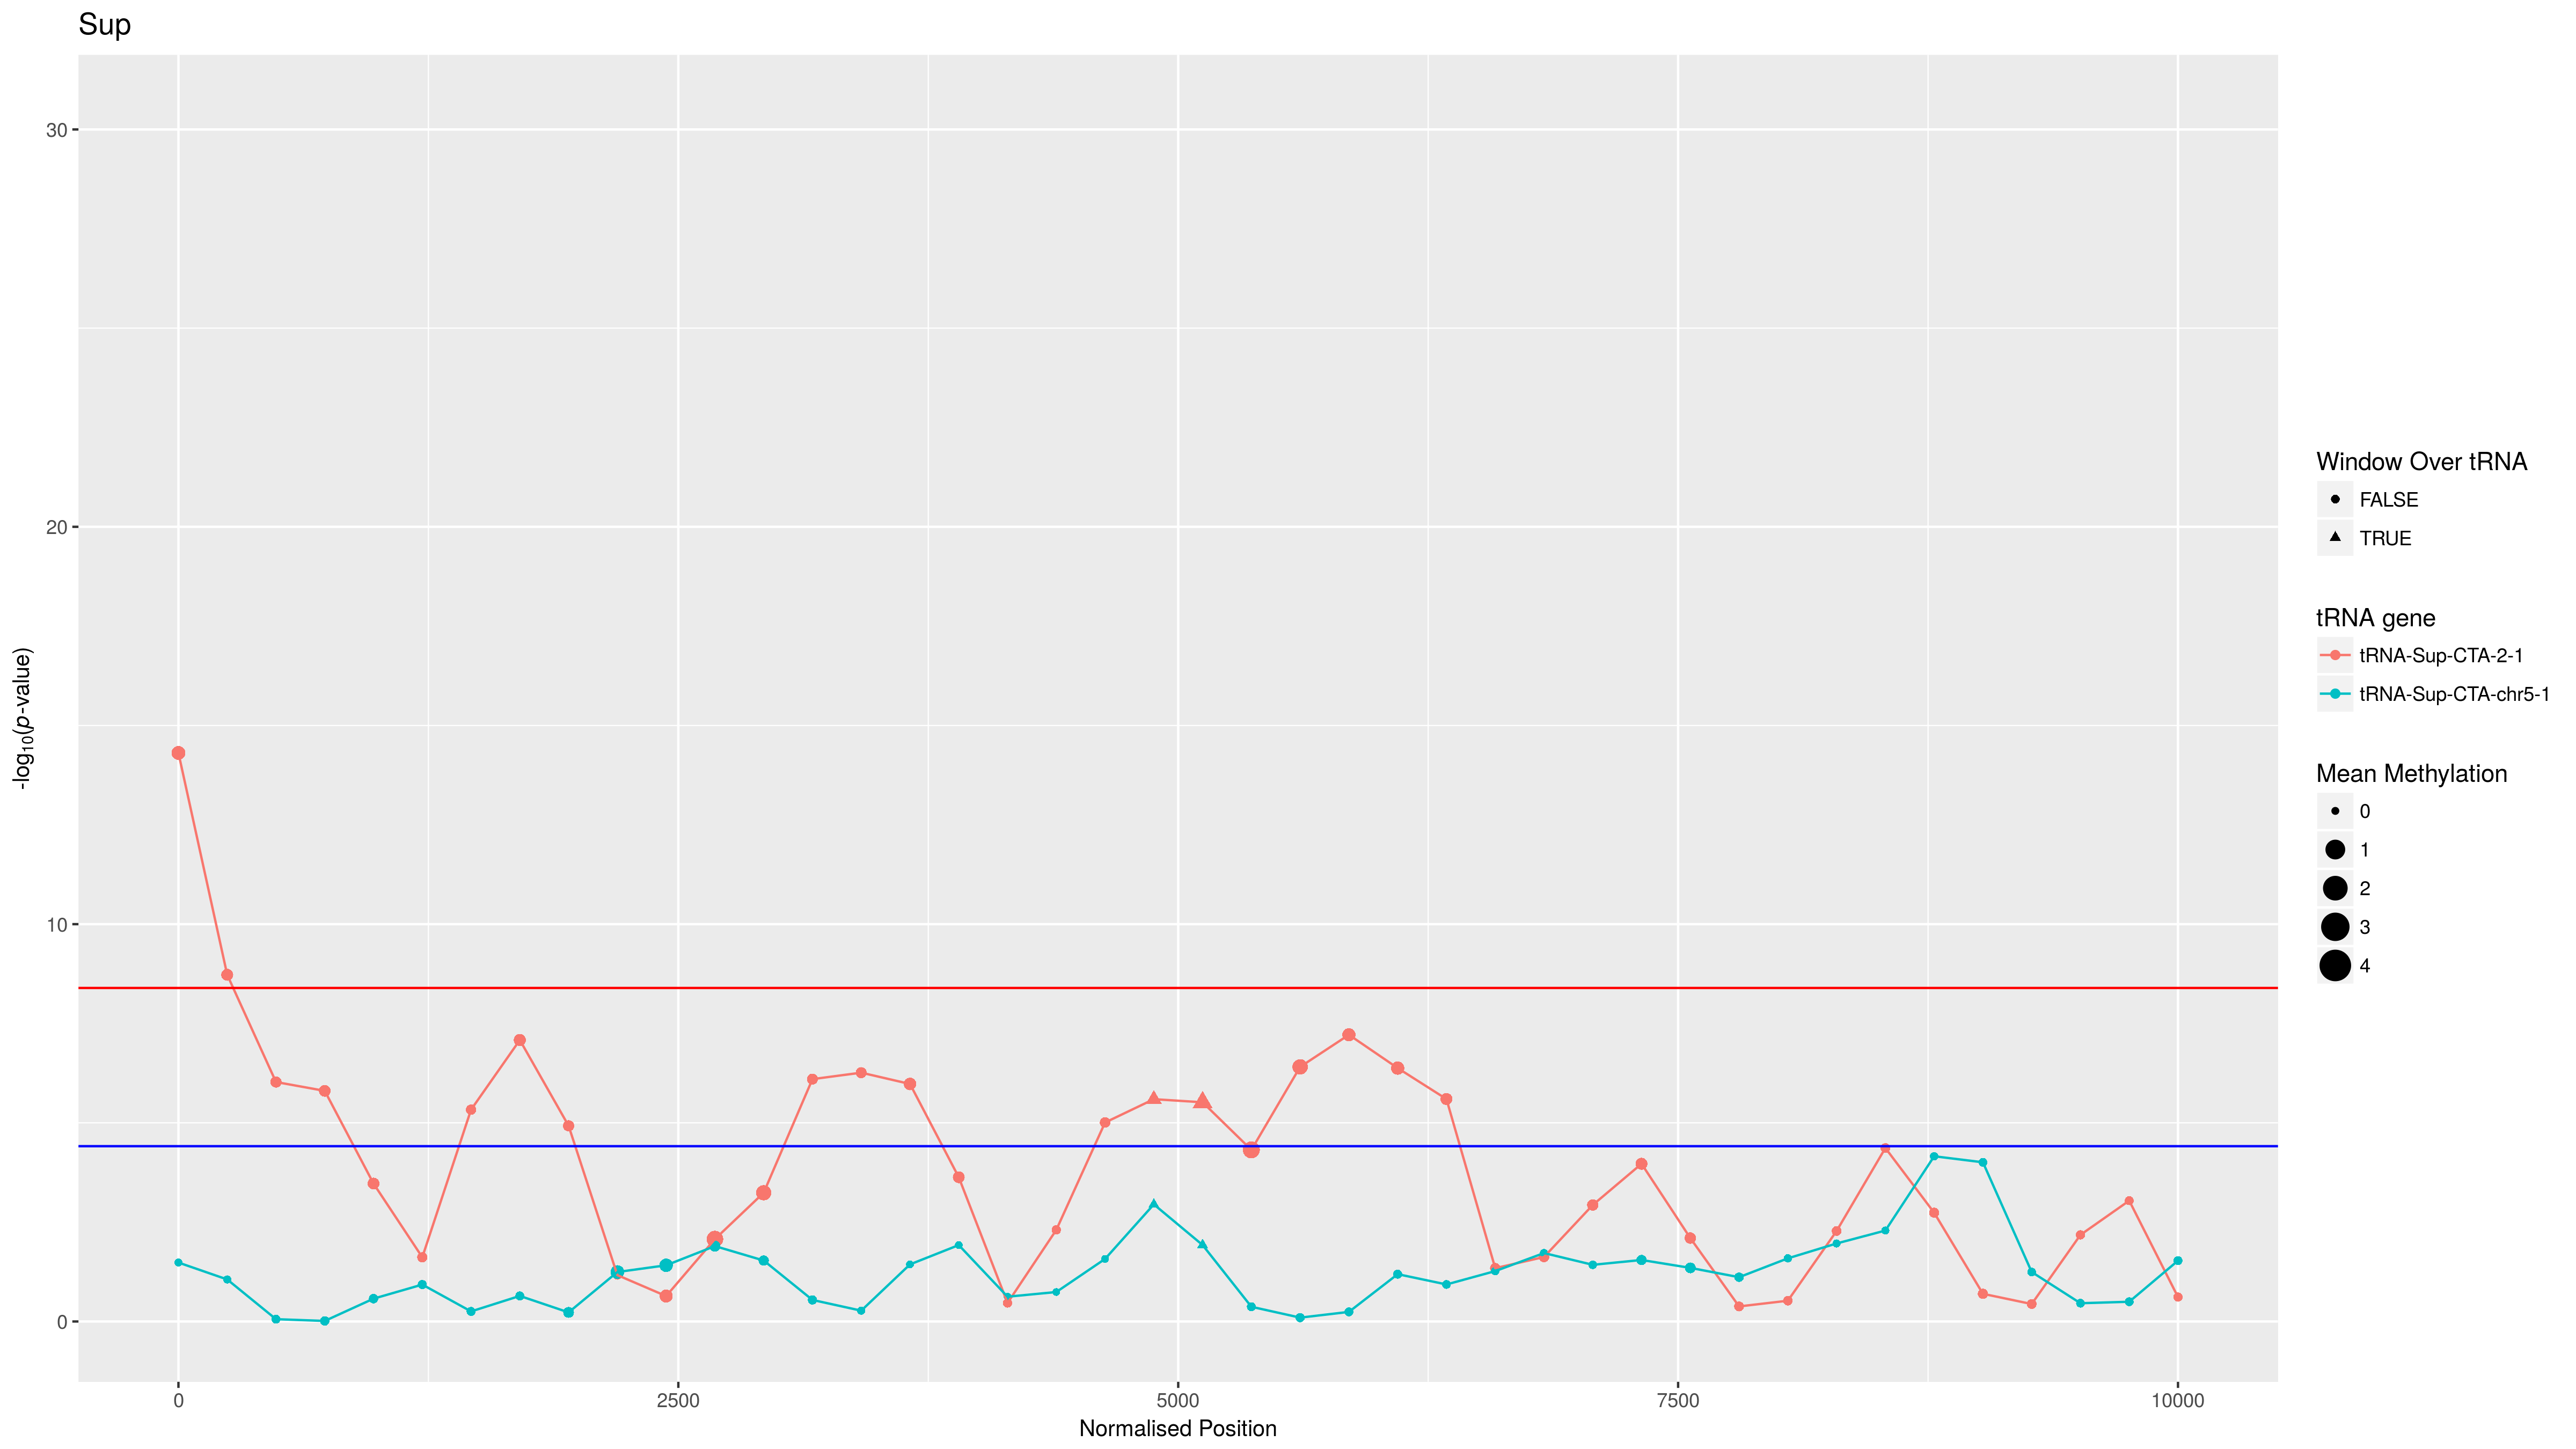 Sup
30
20
10
0
-log10(p-value)
0 2500 5000 7500 10000
Normalised Position
Window Over tRNA
FALSE
TRUE
tRNA gene
tRNA-Sup-CTA-2-1
tRNA-Sup-CTA-chr5-1
Mean Methylation
0
1
2
3
4